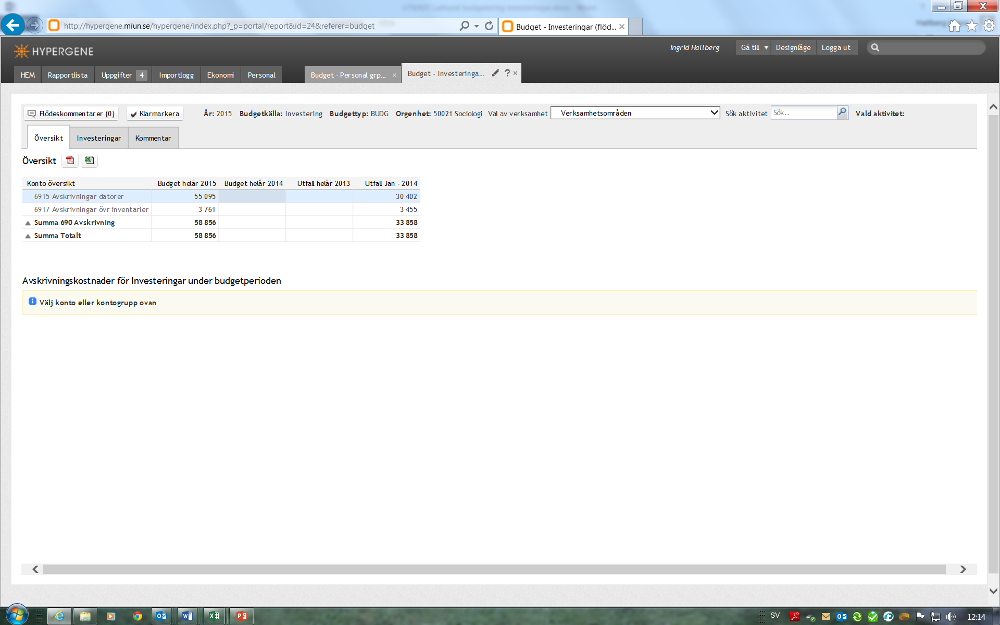 http://hypergene.miun.se/hypergene/index.php?_p=portal/report&id=24&referer=budget
Budget - Investeringar (flöd...
HYPERGENE
Ingrid Hallberg
Gå till
Designläge
Logga ut
HEM
Rapportlista
Uppgifter 4
Importlogg
Ekonomi
Personal
Budget - Personal grp...
Budget - Investeringa...
Flödeskommentarer (0)
Klarmarkera
År: 2015 Budgetkälla: Investering Budgettyp: BUDG Orgenhet: 50021 Sociologi Val av verksamhet Verksamhetsområden Sök aktivitet Sök.. Vald aktivitet:
Översikt Investeringar Kommentar
Översikt
Konto översikt Budget helår 2015 Budget helår 2014 Utfall helår 2013 Utfall Jan - 2014
6915 Avskrivningar datorer 55 095 30 402
6917 Avskrivningar övr inventarier 3 761 3 455
Summa 690 Avskrivning 58 856 33 858
Summa Totalt 58 856 33 858
Avskrivningskostnader för Investeringar under budgetperioden
Välj konto eller kontogrupp ovan
SV
12:14